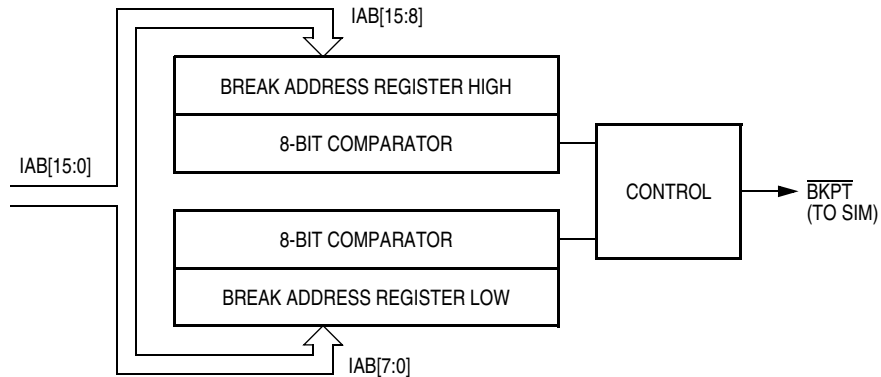 IAB[15:8]
BREAK ADDRESS REGISTER HIGH
8-BIT COMPARATOR
IAB[15:0]
CONTROL
BKPT
(TO SIM)
8-BIT COMPARATOR
BREAK ADDRESS REGISTER LOW
IAB[7:0]